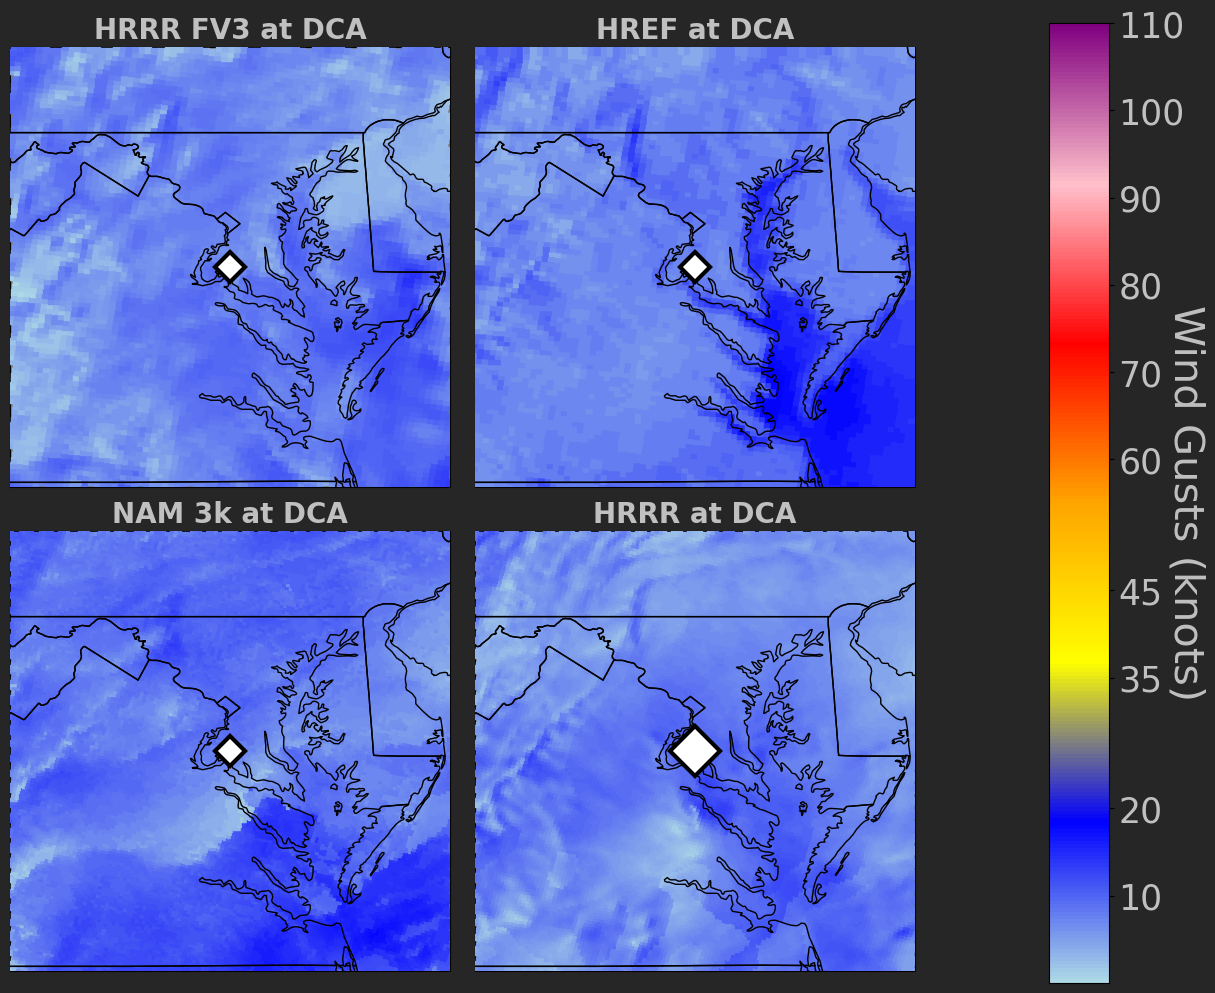 HRRR FV3 at DCA
HREF at DCA
NAM 3k at DCA
HRRR at DCA
110
100
90
80
70
60
45
35
20
10
Wind Gusts (knots)